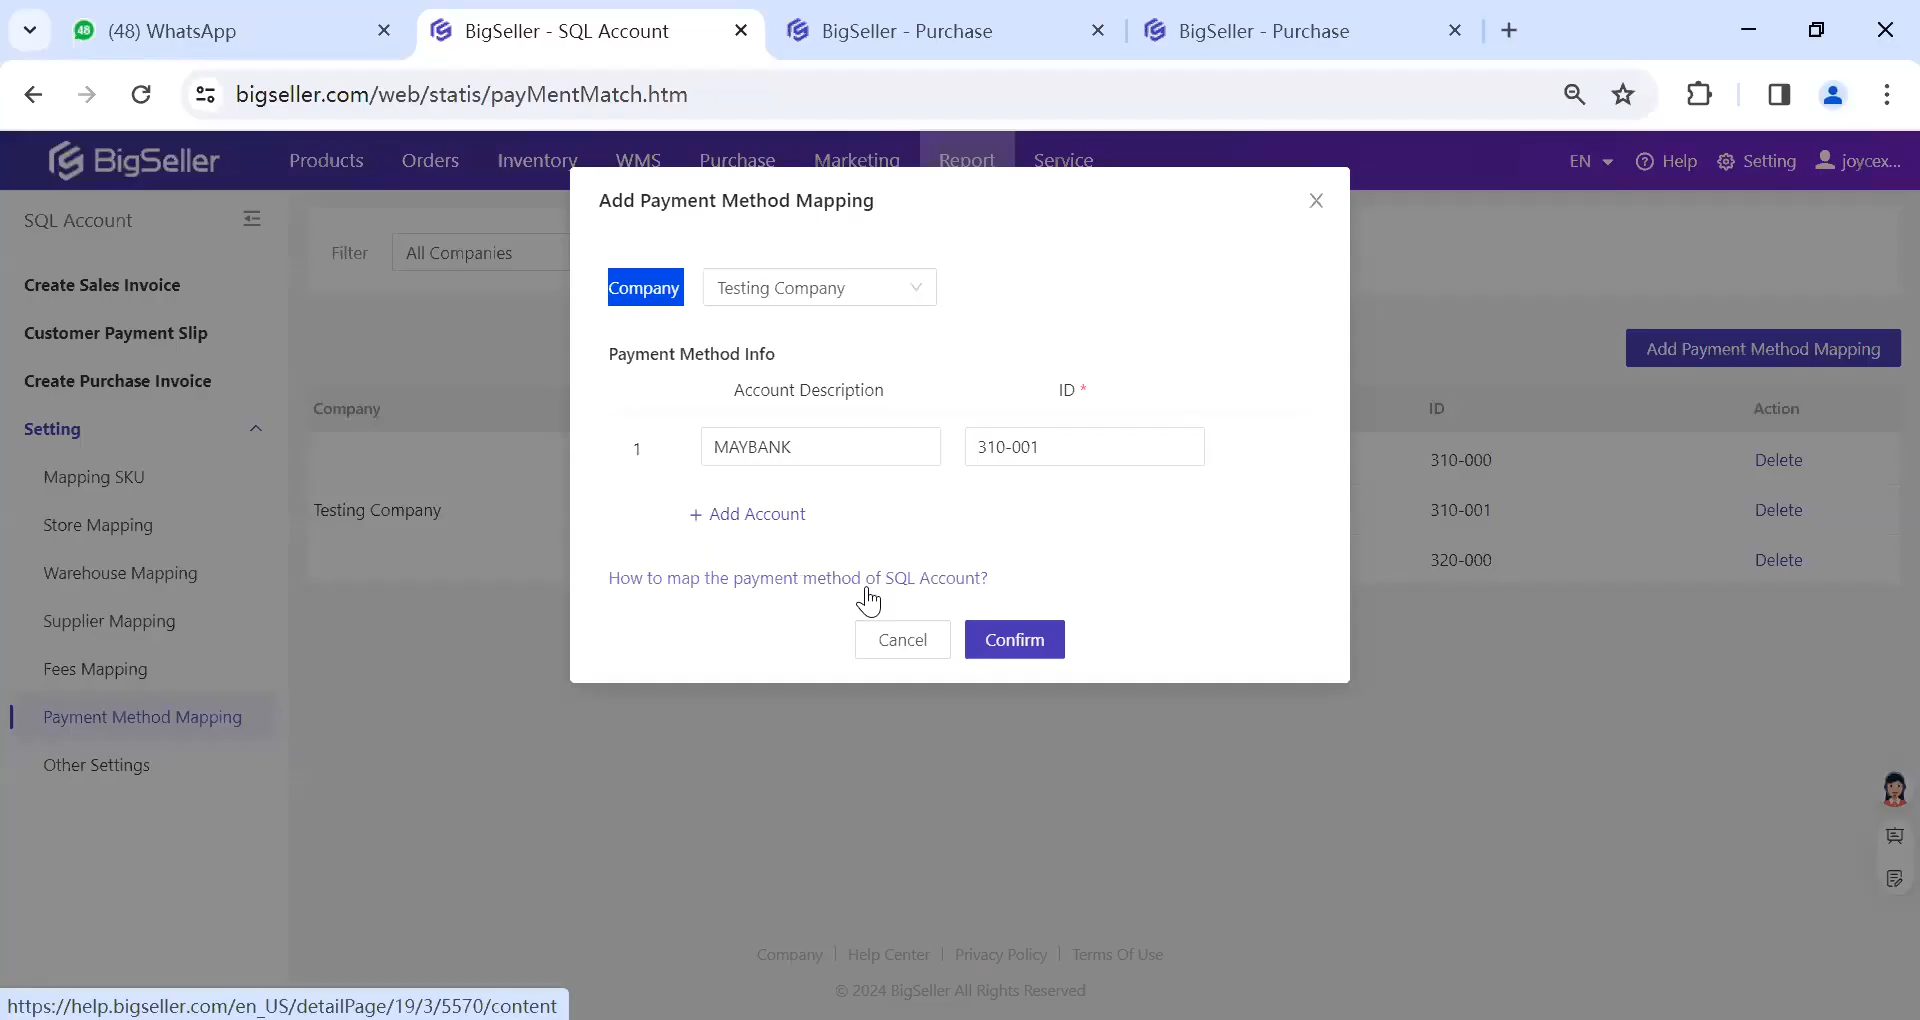 48 (48) WhatsApp
BigSeller - SQL Account
BigSeller - Purchase
BigSeller - Purchase
bigseller.com/web/statis/payMentMatch.htm
BigSeller
Products Orders Inventory WMS Purchase Marketing Report Service
EN Help Setting joycex...
SQL Account
Create Sales Invoice
Customer Payment Slip
Create Purchase Invoice
Setting
Mapping SKU
Store Mapping
Warehouse Mapping
Supplier Mapping
Fees Mapping
Payment Method Mapping
Other Settings
Filter All Companies
Add Payment Method Mapping
Company ID Action
Testing Company
310-000 Delete
310-001 Delete
320-000 Delete
Add Payment Method Mapping
Company Testing Company
Payment Method Info
Account Description ID *
1 MAYBANK 310-001
+ Add Account
How to map the payment method of SQL Account?
Cancel Confirm
Company Help Center Privacy Policy Terms Of Use
© 2024 BigSeller All Rights Reserved
https://help.bigseller.com/en_US/detailPage/19/3/5570/content